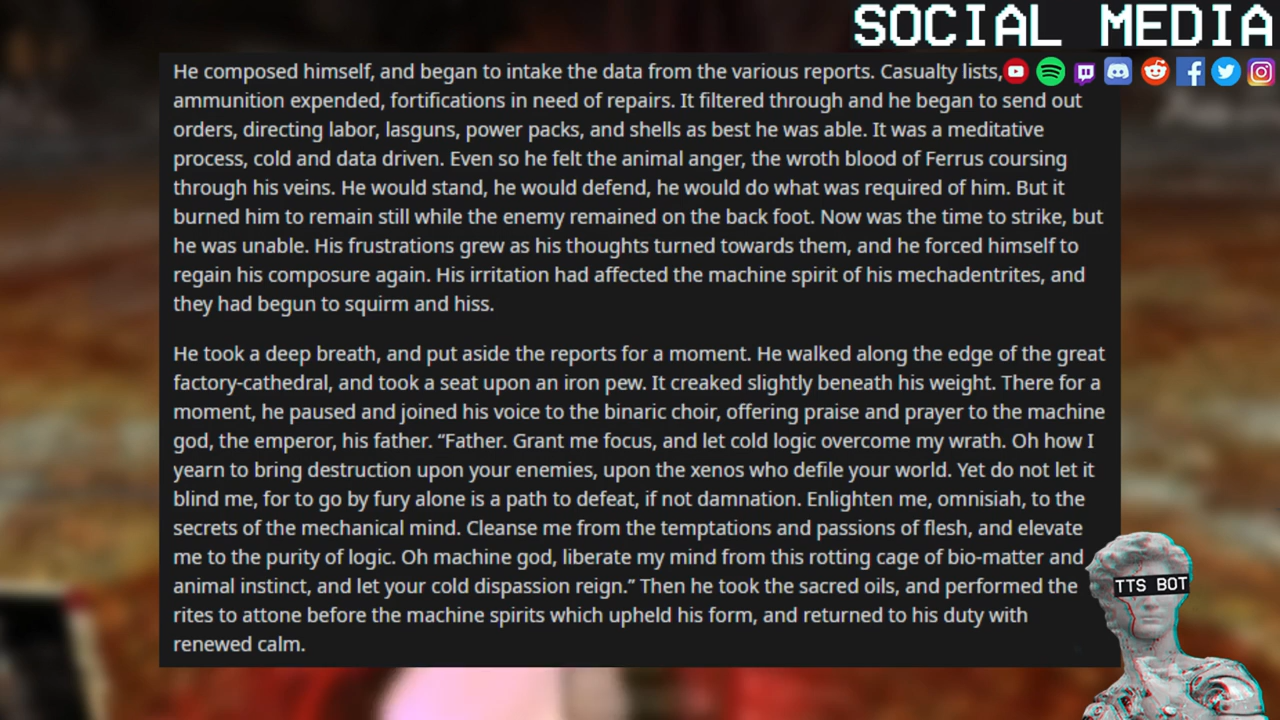 SOCIAL MEDIA
He composed himself, and began to intake the data from the various reports. Casualty lists,
ammunition expended, fortifications in need of repairs. It filtered through and he began to send out
orders, directing labor, lasguns, power packs, and shells as best he was able. It was a meditative
process, cold and data driven. Even so he felt the animal anger, the wroth blood of Ferrus coursing
through his veins. He would stand, he would defend, he would do what was required of him. But it
burned him to remain still while the enemy remained on the back foot. Now was the time to strike, but
he was unable. His frustrations grew as his thoughts turned towards them, and he forced himself to
regain his composure again. His irritation had affected the machine spirit of his mechadentrites, and
they had begun to squirm and hiss.
He took a deep breath, and put aside the reports for a moment. He walked along the edge of the great
factory-cathedral, and took a seat upon an iron pew. It creaked slightly beneath his weight. There for a
moment, he paused and joined his voice to the binaric choir, offering praise and prayer to the machine
god, the emperor, his father. “Father. Grant me focus, and let cold logic overcome my wrath. Oh how I
yearn to bring destruction upon your enemies, upon the xenos who defile your world. Yet do not let it
blind me, for to go by fury alone is a path to defeat, if not damnation. Enlighten me, omnisiah, to the
secrets of the mechanical mind. Cleanse me from the temptations and passions of flesh, and elevate
me to the purity of logic. Oh machine god, liberate my mind from this rotting cage of bio-matter and
animal instinct, and let your cold dispassion reign.” Then he took the sacred oils, and performed the
rites to attone before the machine spirits which upheld his form, and returned to his duty with
renewed calm.
TTS BOT